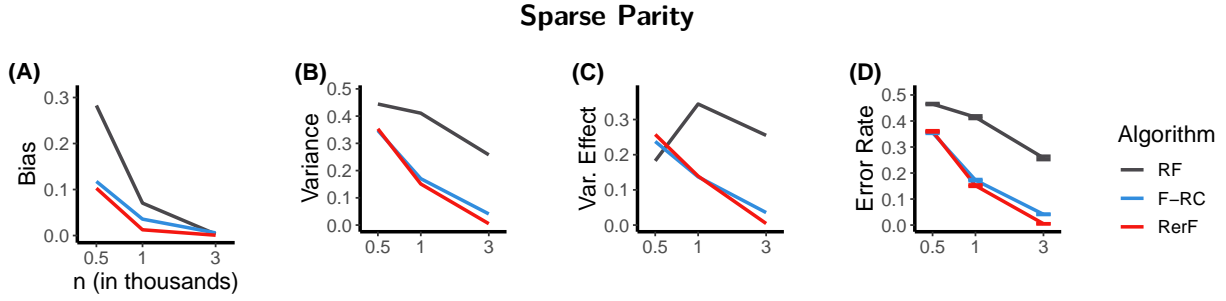 Sparse Parity
(A)
Bias
0.3
0.2
0.1
0.0
0.5 1 3
n (in thousands)
(B)
Variance
0.5
0.4
0.3
0.2
0.1
0.0
0.5 1 3
(C)
Var. Effect
0.3
0.2
0.1
0.0
0.5 1 3
(D)
Error Rate
0.5
0.4
0.3
0.2
0.1
0.0
0.5 1 3
Algorithm
RF
F−RC
RerF